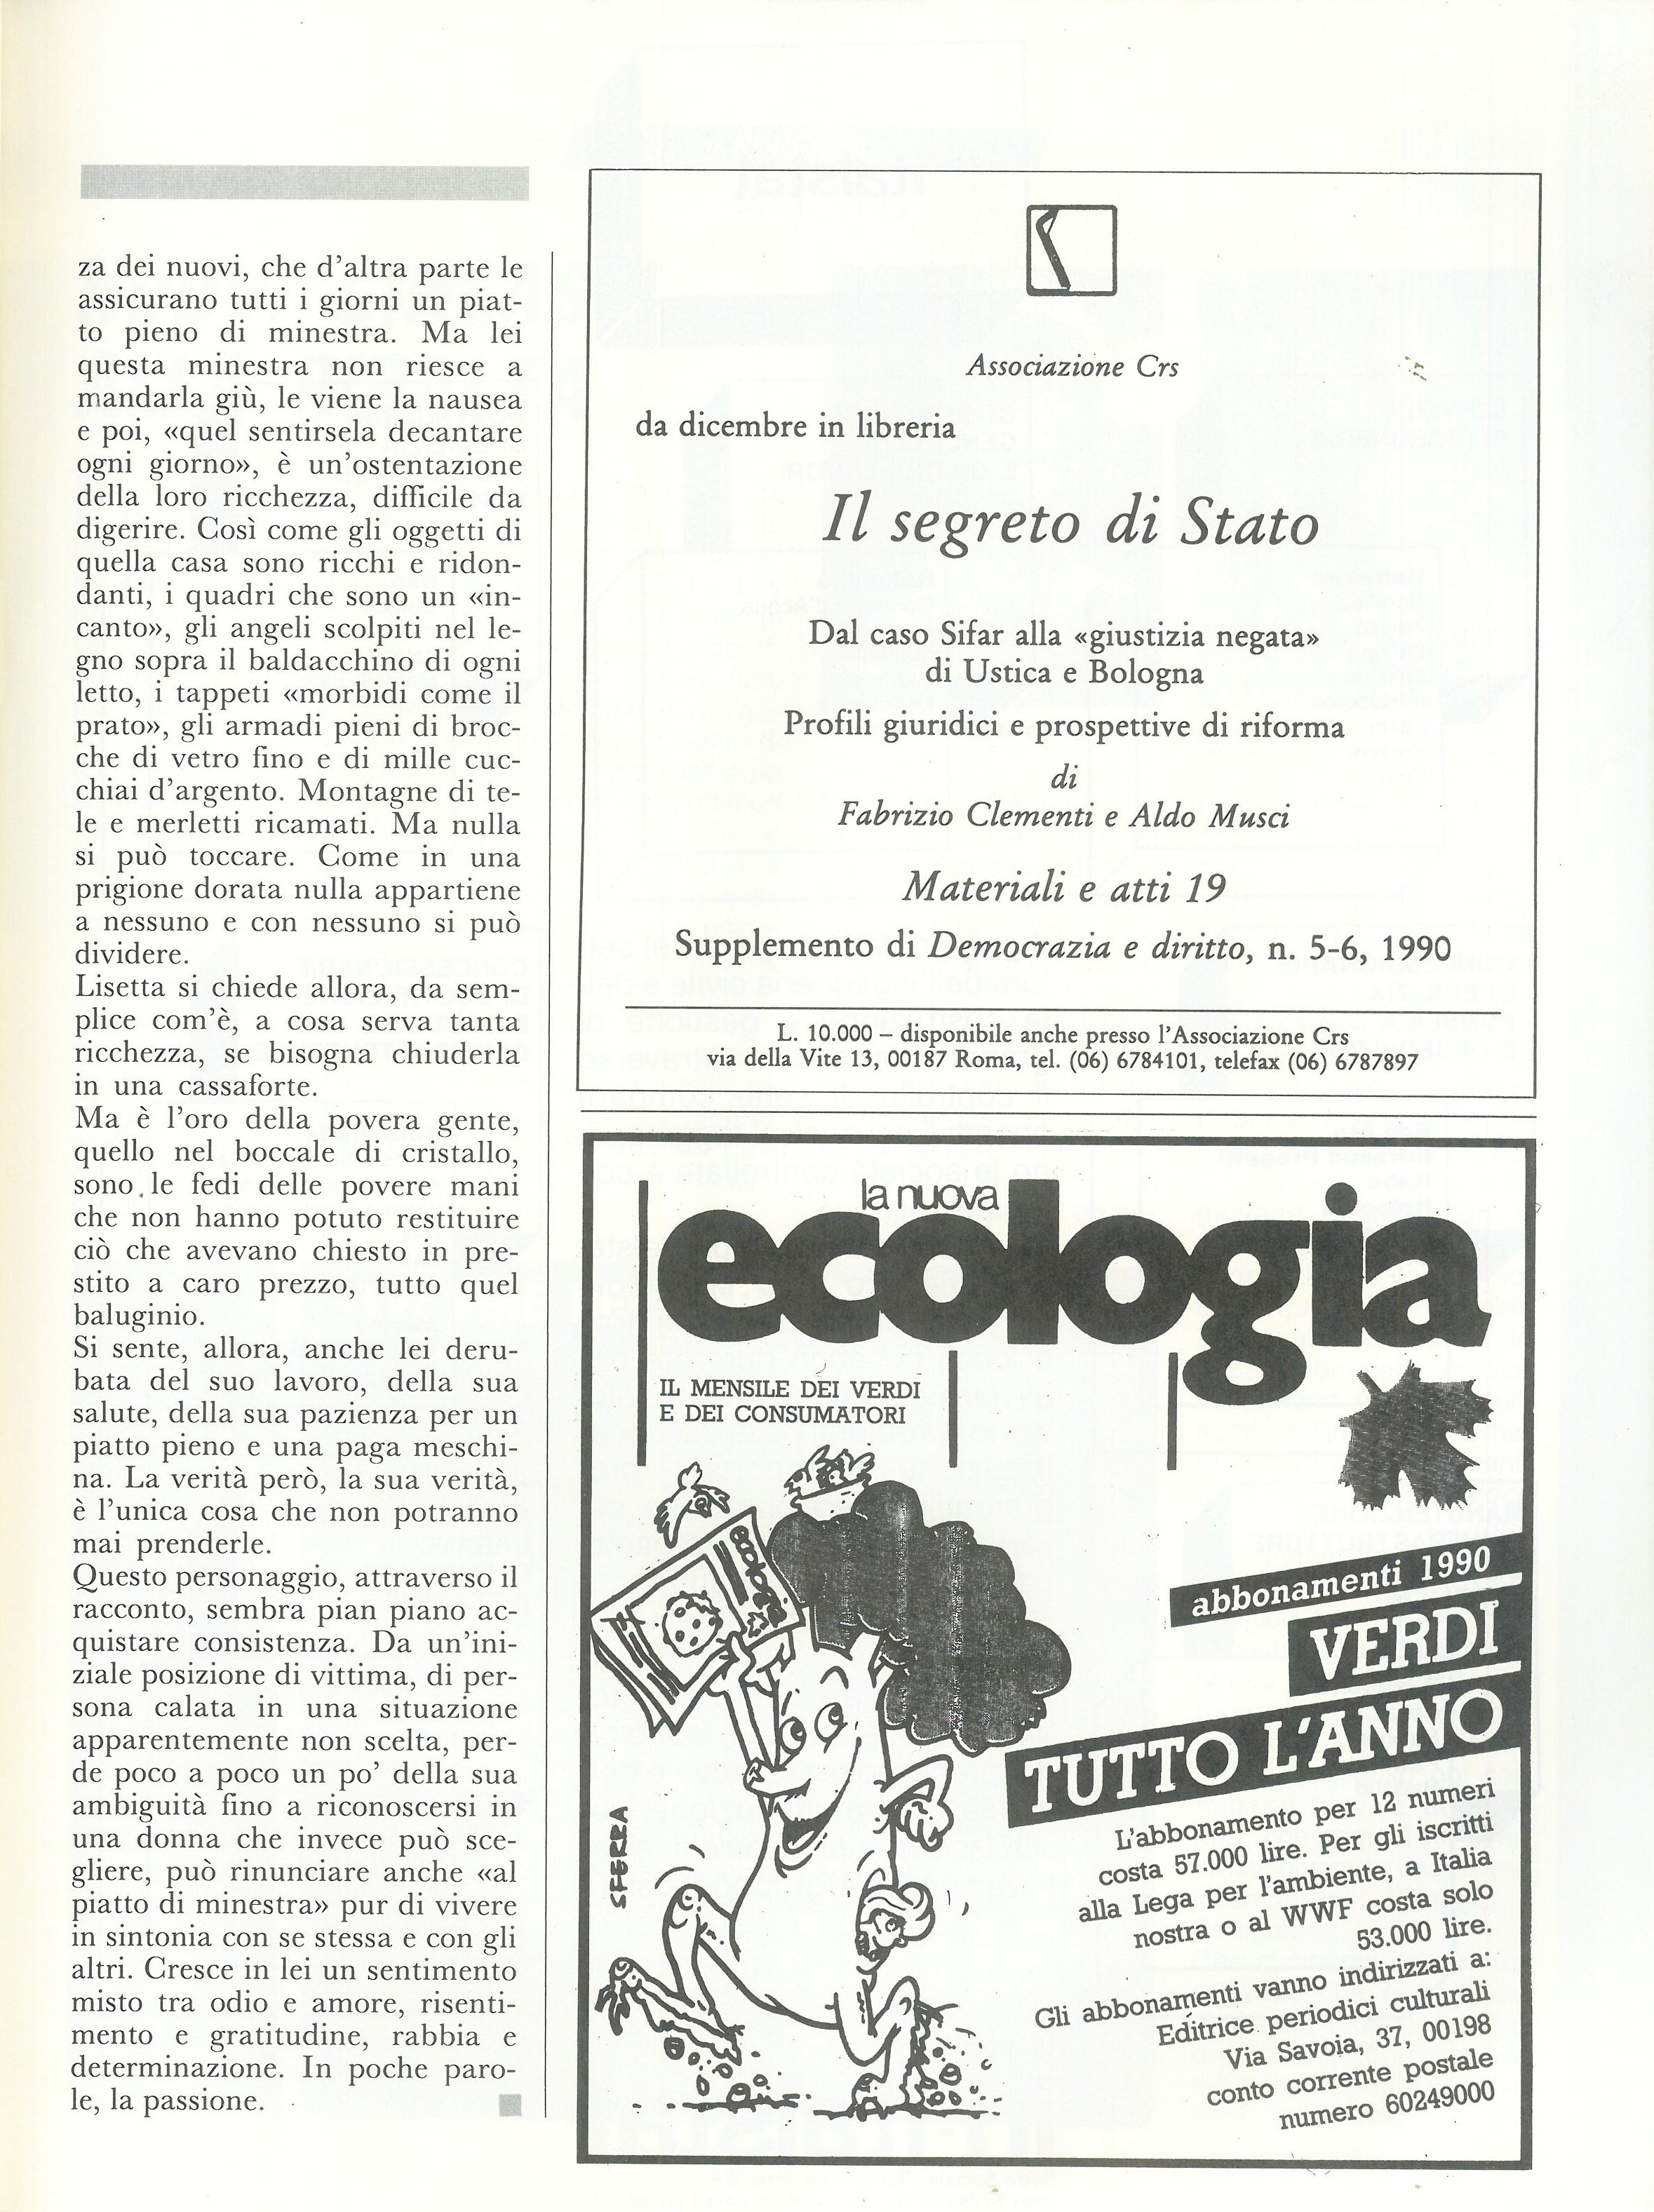 za dei nuovi, che d'altra parte le
assicurano tutti i giorni un piat-
to pieno di minestra. Ma lei
questa minestra non riesce a
mandarla giù, le viene la nausea
e poi, «quel sentirsela decantare
ogni giorno», è un'ostentazione
della loro ricchezza, difficile da
digerire. Così come gli oggetti di
quella casa sono ricchi e ridon-
danti, i quadri che sono un «in-
canto», gli angeli scolpiti nel le-
gno sopra il baldacchino di ogni
letto, i tappeti «morbidi come il
prato», gli armadi pieni di broc-
che di vetro fino e di mille cuc-
chiai d'argento. Montagne di te-
le e merletti ricamati. Ma nulla
si può toccare. Come in una
prigione dorata nulla appartiene
a nessuno e con nessuno si può
dividere.
Lisetta si chiede allora, da sem-
plice com'è, a cosa serva tanta
ricchezza, se bisogna chiuderla
in una cassaforte.
Ma è l'oro della povera gente,
quello nel boccale di cristallo,
sono le fedi delle povere mani
che non hanno potuto restituire
ciò che avevano chiesto in pre-
stito a caro prezzo, tutto quel
baluginio.
Si sente, allora, anche lei deru-
bata del suo lavoro, della sua
salute, della sua pazienza per un
piatto pieno e una paga meschi-
na. La verità però, la sua verità,
è l'unica cosa che non potranno
mai prenderle.
Questo personaggio, attraverso il
racconto, sembra pian piano ac-
quistare consistenza. Da un'ini-
ziale posizione di vittima, di per-
sona calata in una situazione
apparentemente non scelta, per-
de poco a poco un po' della sua
ambiguità fino a riconoscersi in
una donna che invece può sce-
gliere, può rinunciare anche «al
piatto di minestra» pur di vivere
in sintonia con se stessa e con gli
altri. Cresce in lei un sentimento
misto tra odio e amore, risenti-
mento e gratitudine, rabbia e
determinazione. In poche paro-
le, la passione.
Associazione Crs
da dicembre in libreria
Il segreto di Stato
Dal caso Sifar alla «giustizia negata»
di Ustica e Bologna
Profili giuridici e prospettive di riforma
di
Fabrizio Clementi e Aldo Musci
Materiali e atti 19
Supplemento di Democrazia e diritto, n. 5-6, 1990
L. 10.000 – disponibile anche presso l'Associazione Crs
via della Vite 13, 00187 Roma, tel. (06) 6784101, telefax (06) 6787897
la nuova
ecologia
IL MENSILE DEI VERDI
E DEI CONSUMATORI
ecologia
SFERRA
abbonamenti 1990
VERDI
TUTTO L'ANNO
L'abbonamento per 12 numeri
costa 57.000 lire. Per gli iscritti
alla Lega per l'ambiente, a Italia
nostra o al WWF costa solo
53.000 lire.
Gli abbonamenti vanno indirizzati a:
Editrice periodici culturali
Via Savoia, 37, 00198
conto corrente postale
numero 60249000